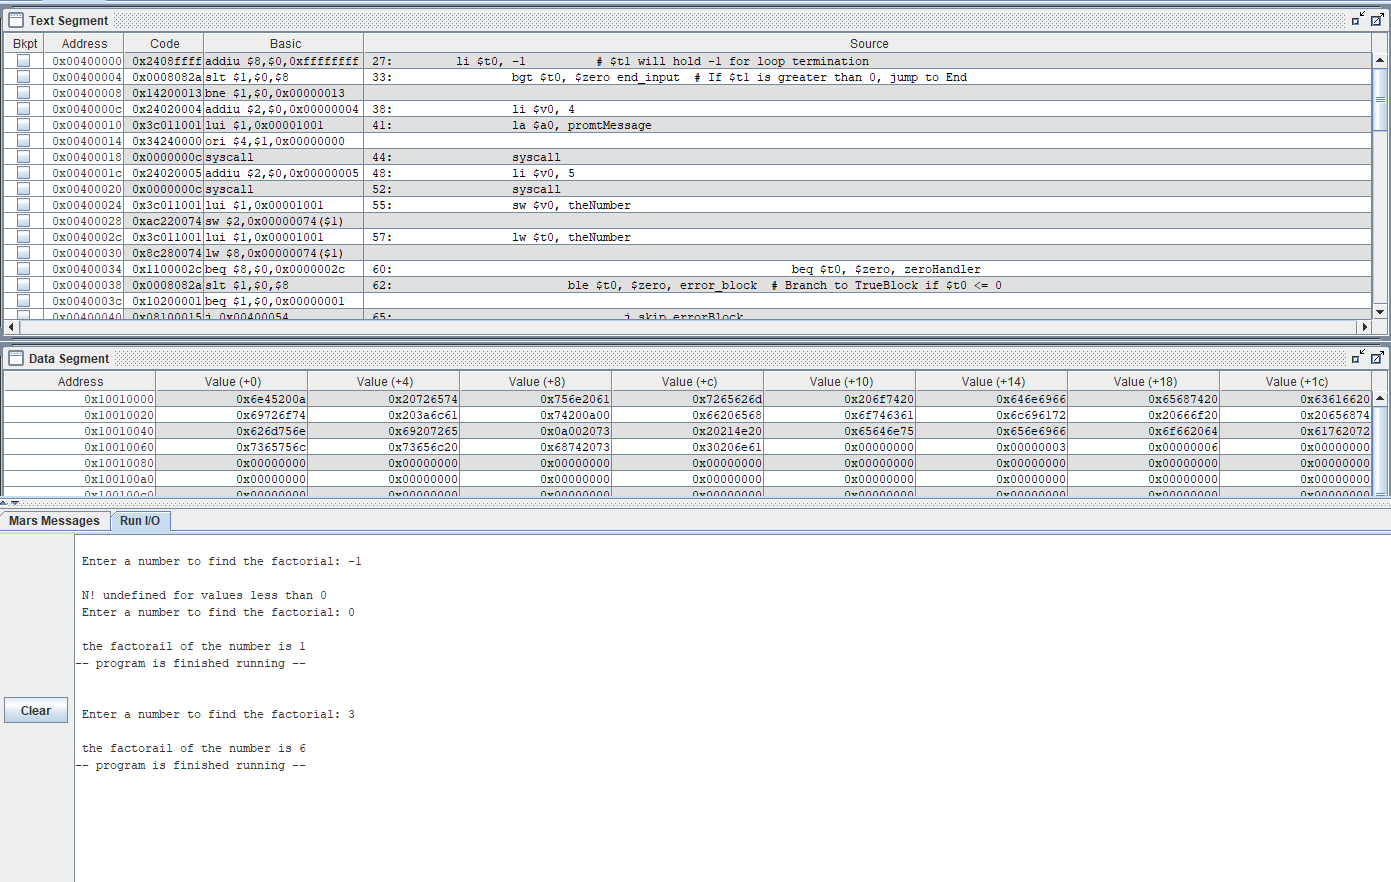 Text Segment
Bkpt Address Code Basic Source
0x00400000 0x2408ffff addiu $8,$0,0xffffffff 27: li $t0, -1 # $t1 will hold -1 for loop termination
0x00400004 0x0008082a slt $1,$0,$8 33: bgt $t0, $zero end_input # If $t1 is greater than 0, jump to End
0x00400008 0x14200013 bne $1,$0,0x00000013
0x0040000c 0x24020004 addiu $2,$0,0x00000004 38: li $v0, 4
0x00400010 0x3c011001 lui $1,0x00001001 41: la $a0, promtMessage
0x00400014 0x34240000 ori $4,$1,0x00000000
0x00400018 0x0000000c syscall 44: syscall
0x0040001c 0x24020005 addiu $2,$0,0x00000005 48: li $v0, 5
0x00400020 0x0000000c syscall 52: syscall
0x00400024 0x3c011001 lui $1,0x00001001 55: sw $v0, theNumber
0x00400028 0xac220074 sw $2,0x00000074($1)
0x0040002c 0x3c011001 lui $1,0x00001001 57: lw $t0, theNumber
0x00400030 0x8c280074 lw $8,0x00000074($1)
0x00400034 0x1100002c beq $8,$0,0x0000002c 60: beq $t0, $zero, zeroHandler
0x00400038 0x0008082a slt $1,$0,$8 62: ble $t0, $zero, error_block # Branch to TrueBlock if $t0 <= 0
0x0040003c 0x10200001 beq $1,$0,0x00000001
0x00400040 0x08100015 j 0x00400054 65: j skip_errorBlock
Data Segment
Address Value (+0) Value (+4) Value (+8) Value (+c) Value (+10) Value (+14) Value (+18) Value (+1c)
0x10010000 0x6e45200a 0x20726574 0x756e2061 0x7265626d 0x206f7420 0x646e6966 0x65687420 0x63616620
0x10010020 0x69726f74 0x203a6c61 0x74200a00 0x66206568 0x6f746361 0x6c696172 0x20666f20 0x20656874
0x10010040 0x626d756e 0x69207265 0x0a002073 0x20214e20 0x65646e75 0x656e6966 0x6f662064 0x61762072
0x10010060 0x7365756c 0x73656c20 0x68742073 0x30206e61 0x00000000 0x00000003 0x00000006 0x00000000
0x10010080 0x00000000 0x00000000 0x00000000 0x00000000 0x00000000 0x00000000 0x00000000 0x00000000
0x100100a0 0x00000000 0x00000000 0x00000000 0x00000000 0x00000000 0x00000000 0x00000000 0x00000000
0x100100c0 0x00000000 0x00000000 0x00000000 0x00000000 0x00000000 0x00000000 0x00000000 0x00000000
Mars Messages Run I/O
Enter a number to find the factorial: -1
N! undefined for values less than 0
Enter a number to find the factorial: 0
the factorail of the number is 1
-- program is finished running --
Clear
Enter a number to find the factorial: 3
the factorail of the number is 6
-- program is finished running --